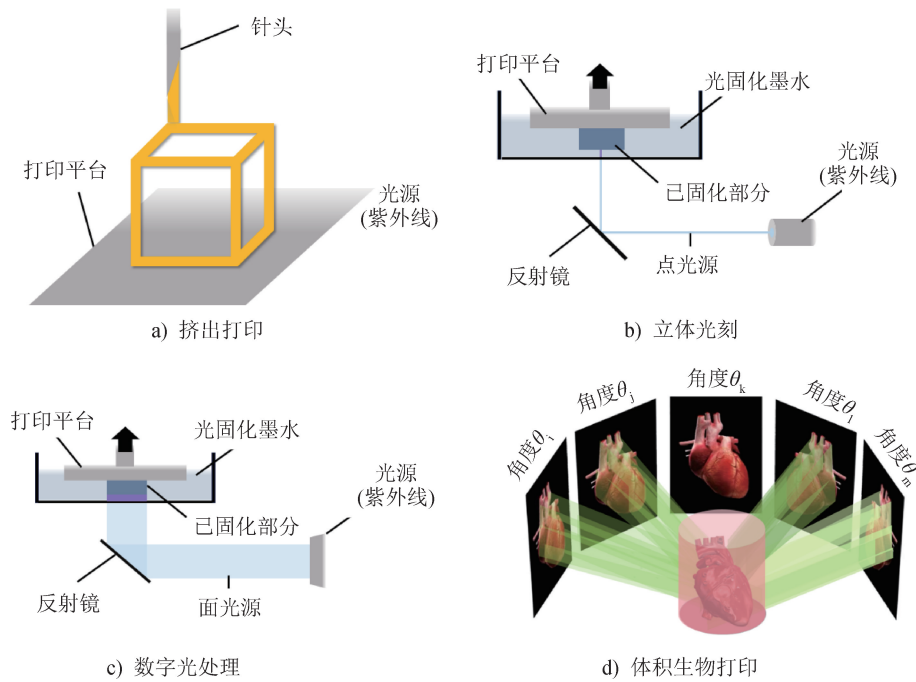 针头
打印平台
光源
(紫外线)
a) 挤出打印
打印平台
光固化墨水
光源
(紫外线)
已固化部分
反射镜
点光源
b) 立体光刻
打印平台
光固化墨水
光源
(紫外线)
已固化部分
反射镜
面光源
c) 数字光处理
角度θi
角度θj
角度θk
角度θl
角度θm
d) 体积生物打印